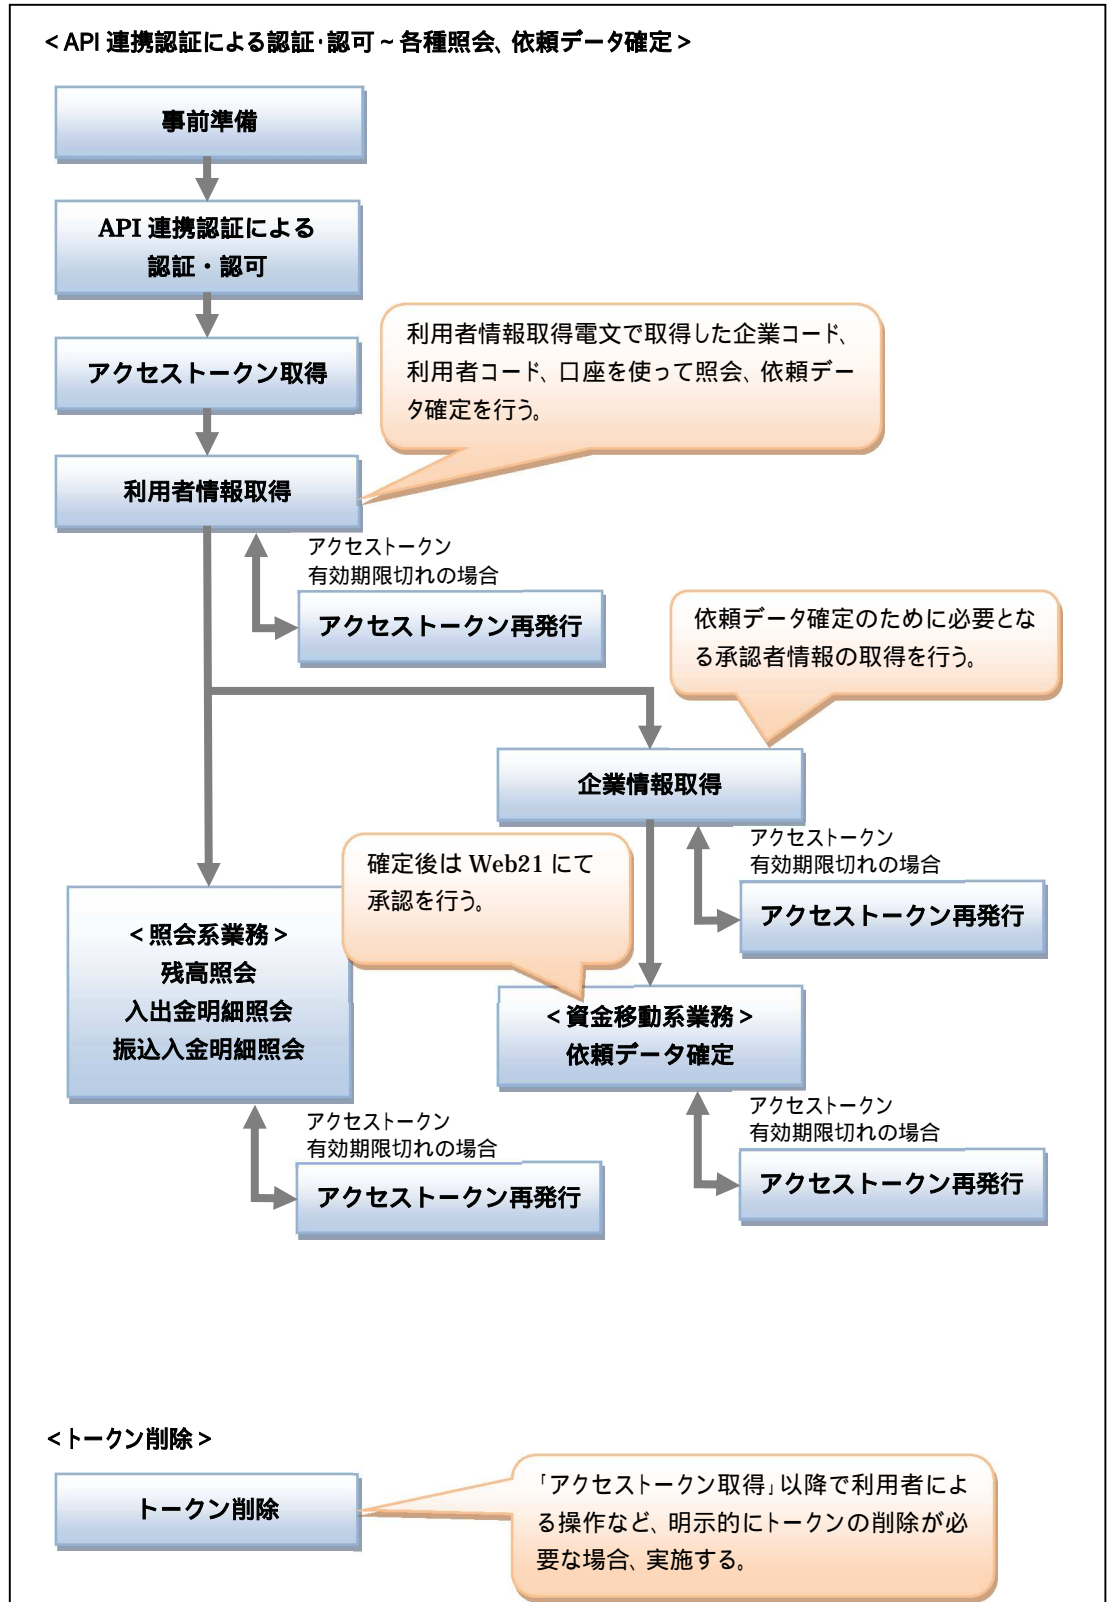 ＜API 連携認証による認証・認可～各種照会、依頼データ確定＞
事前準備
API 連携認証による
認証・認可
利用者情報取得電文で取得した企業コード、
利用者コード、口座を使って照会、依頼デー
タ確定を行う。
アクセストークン取得
利用者情報取得
アクセストークン
有効期限切れの場合
アクセストークン再発行
依頼データ確定のために必要とな
る承認者情報の取得を行う。
企業情報取得
アクセストークン
有効期限切れの場合
アクセストークン再発行
確定後は Web21 にて
承認を行う。
＜照会系業務＞
残高照会
入出金明細照会
振込入金明細照会
＜資金移動系業務＞
依頼データ確定
アクセストークン
有効期限切れの場合
アクセストークン再発行
アクセストークン
有効期限切れの場合
アクセストークン再発行
＜トークン削除＞
トークン削除
「アクセストークン取得」以降で利用者によ
る操作など、明示的にトークンの削除が必
要な場合、実施する。